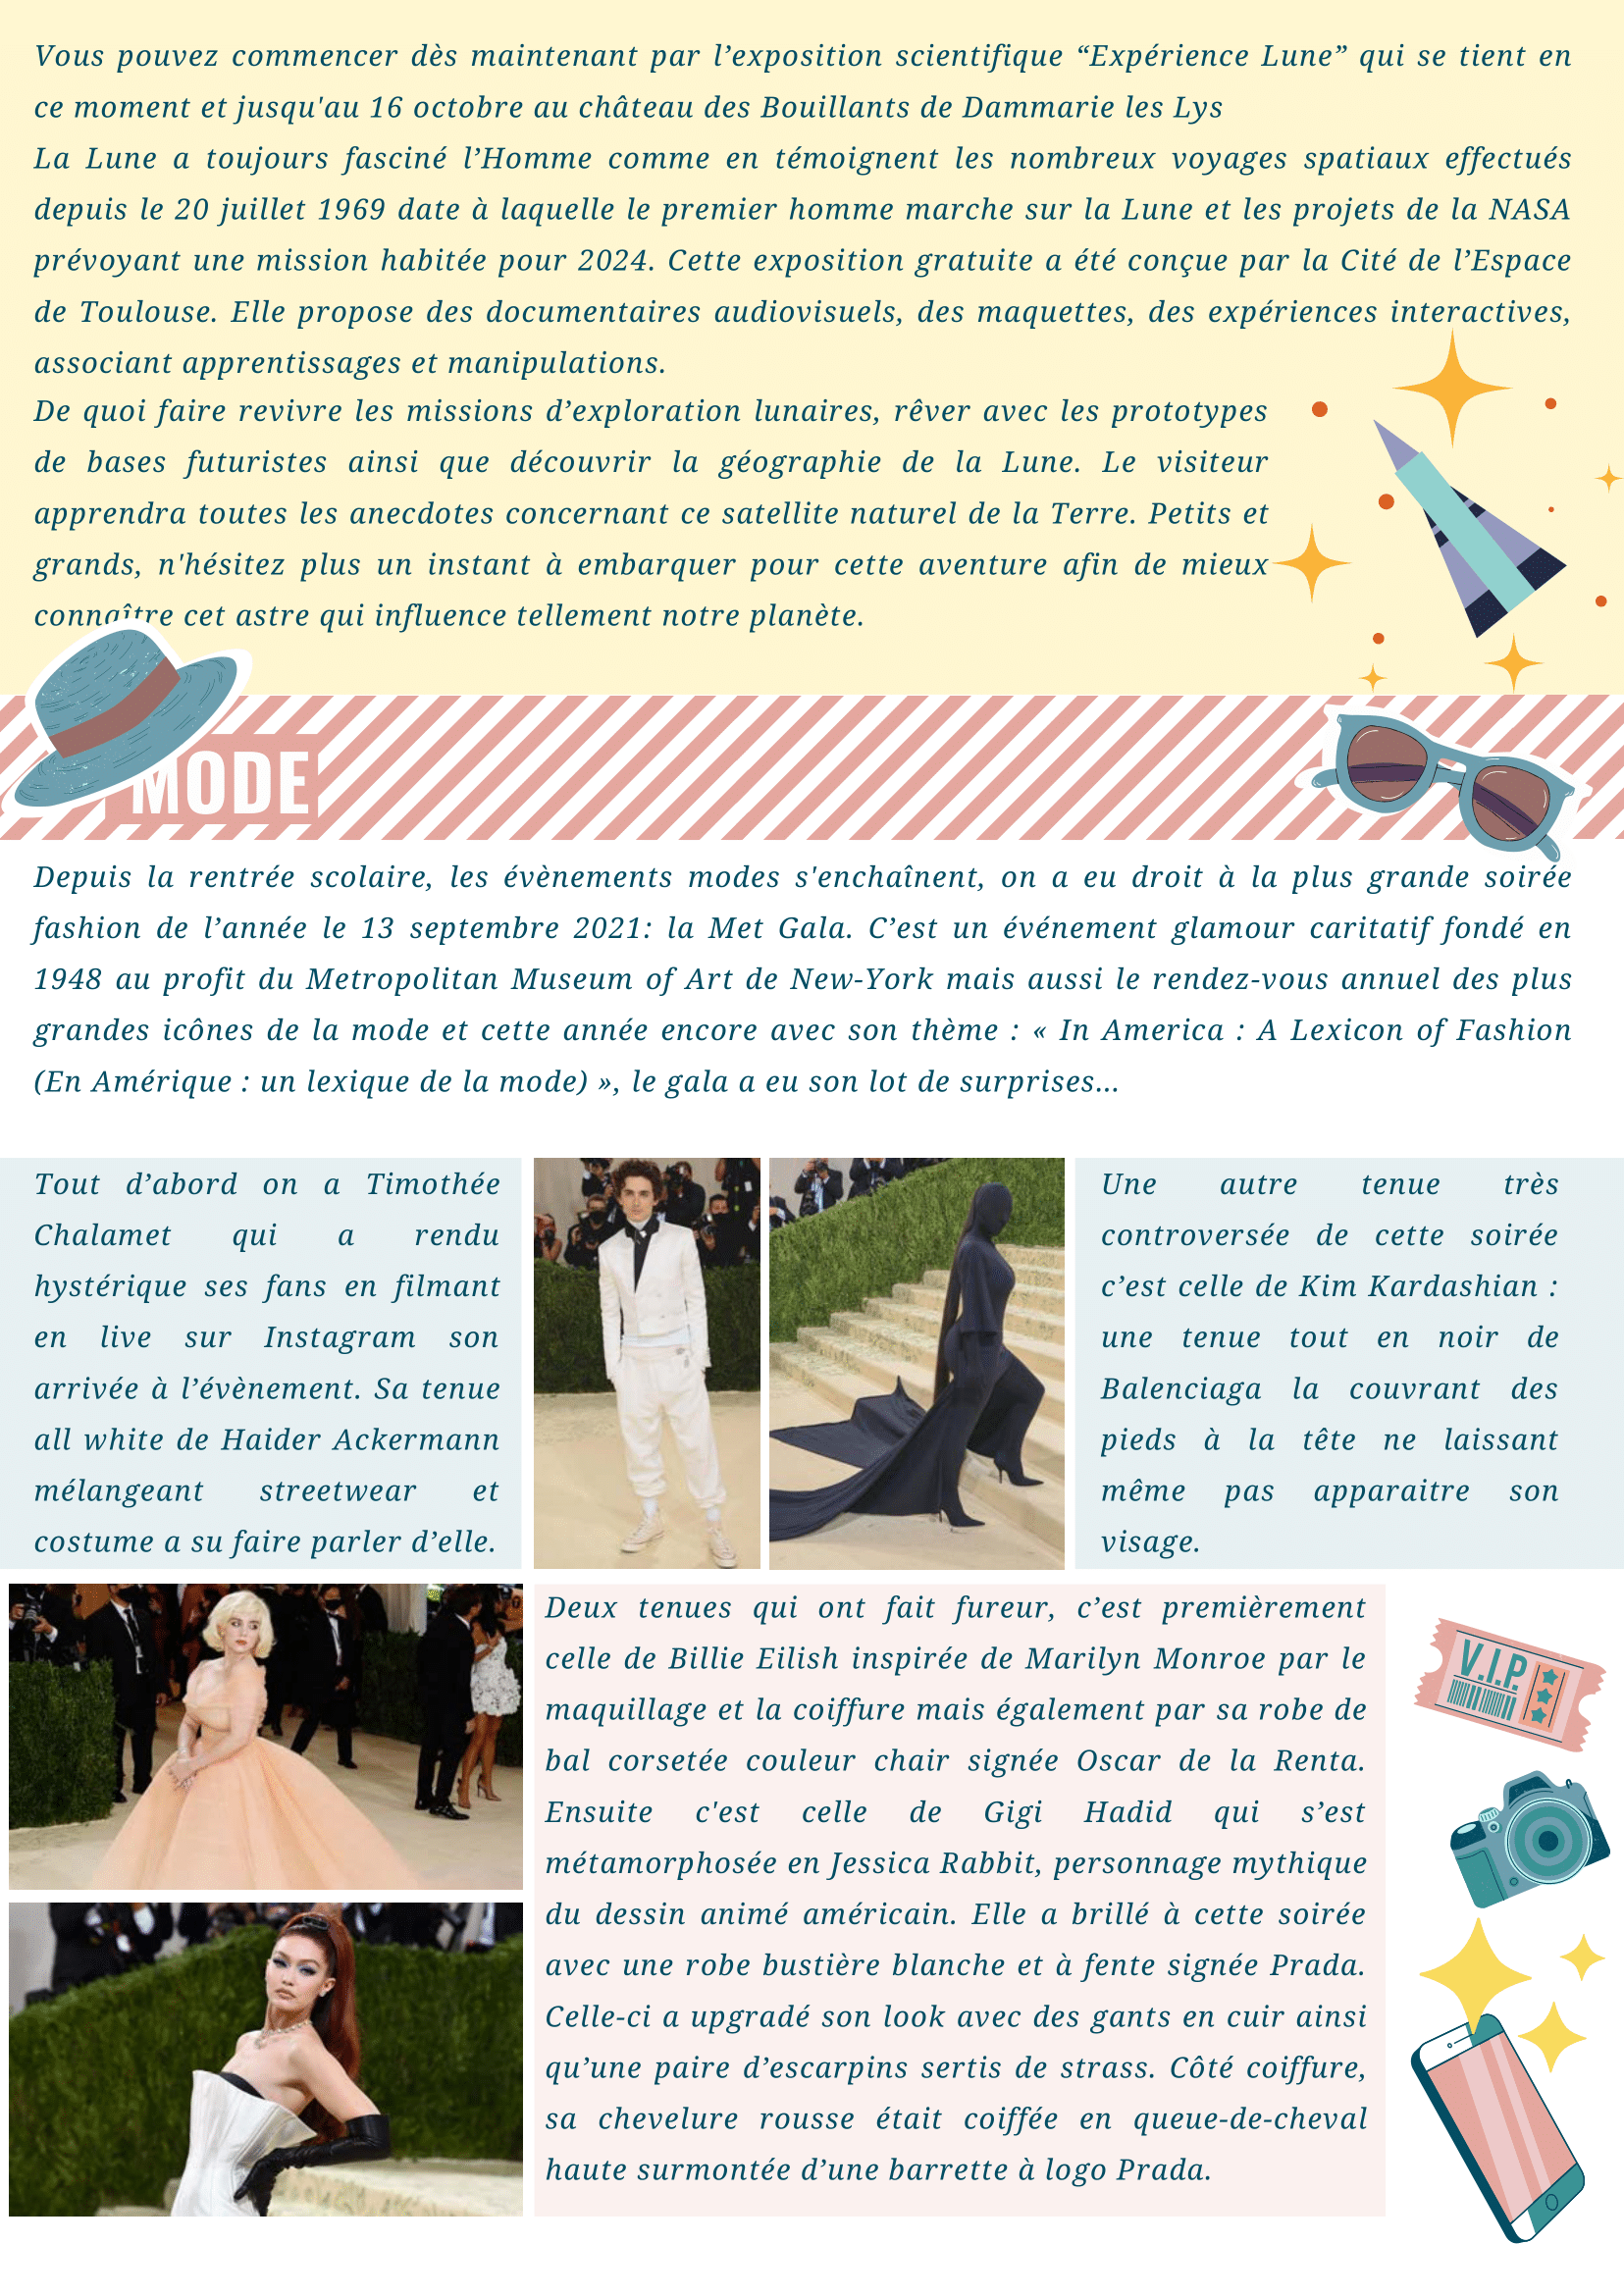 Vous pouvez commencer dès maintenant par l’exposition scientifique “Expérience Lune” qui se tient en
ce moment et jusqu'au 16 octobre au château des Bouillants de Dammarie les Lys
La Lune a toujours fasciné l’Homme comme en témoignent les nombreux voyages spatiaux effectués
depuis le 20 juillet 1969 date à laquelle le premier homme marche sur la Lune et les projets de la NASA
prévoyant une mission habitée pour 2024. Cette exposition gratuite a été conçue par la Cité de l’Espace
de Toulouse. Elle propose des documentaires audiovisuels, des maquettes, des expériences interactives,
associant apprentissages et manipulations.
De quoi faire revivre les missions d’exploration lunaires, rêver avec les prototypes
de bases futuristes ainsi que découvrir la géographie de la Lune. Le visiteur
apprendra toutes les anecdotes concernant ce satellite naturel de la Terre. Petits et
grands, n'hésitez plus un instant à embarquer pour cette aventure afin de mieux
connaître cet astre qui influence tellement notre planète.
MODE
Depuis la rentrée scolaire, les évènements modes s'enchaînent, on a eu droit à la plus grande soirée
fashion de l’année le 13 septembre 2021: la Met Gala. C’est un événement glamour caritatif fondé en
1948 au profit du Metropolitan Museum of Art de New-York mais aussi le rendez-vous annuel des plus
grandes icônes de la mode et cette année encore avec son thème : « In America : A Lexicon of Fashion
(En Amérique : un lexique de la mode) », le gala a eu son lot de surprises...
Tout d’abord on a Timothée
Chalamet qui a rendu
hystérique ses fans en filmant
en live sur Instagram son
arrivée à l’évènement. Sa tenue
all white de Haider Ackermann
mélangeant streetwear et
costume a su faire parler d’elle.
Une autre tenue très
controversée de cette soirée
c’est celle de Kim Kardashian :
une tenue tout en noir de
Balenciaga la couvrant des
pieds à la tête ne laissant
même pas apparaitre son
visage.
Deux tenues qui ont fait fureur, c’est premièrement
celle de Billie Eilish inspirée de Marilyn Monroe par le
maquillage et la coiffure mais également par sa robe de
bal corsetée couleur chair signée Oscar de la Renta.
Ensuite c'est celle de Gigi Hadid qui s’est
métamorphosée en Jessica Rabbit, personnage mythique
du dessin animé américain. Elle a brillé à cette soirée
avec une robe bustière blanche et à fente signée Prada.
Celle-ci a upgradé son look avec des gants en cuir ainsi
qu’une paire d’escarpins sertis de strass. Côté coiffure,
sa chevelure rousse était coiffée en queue-de-cheval
haute surmontée d’une barrette à logo Prada.
V.I.P.